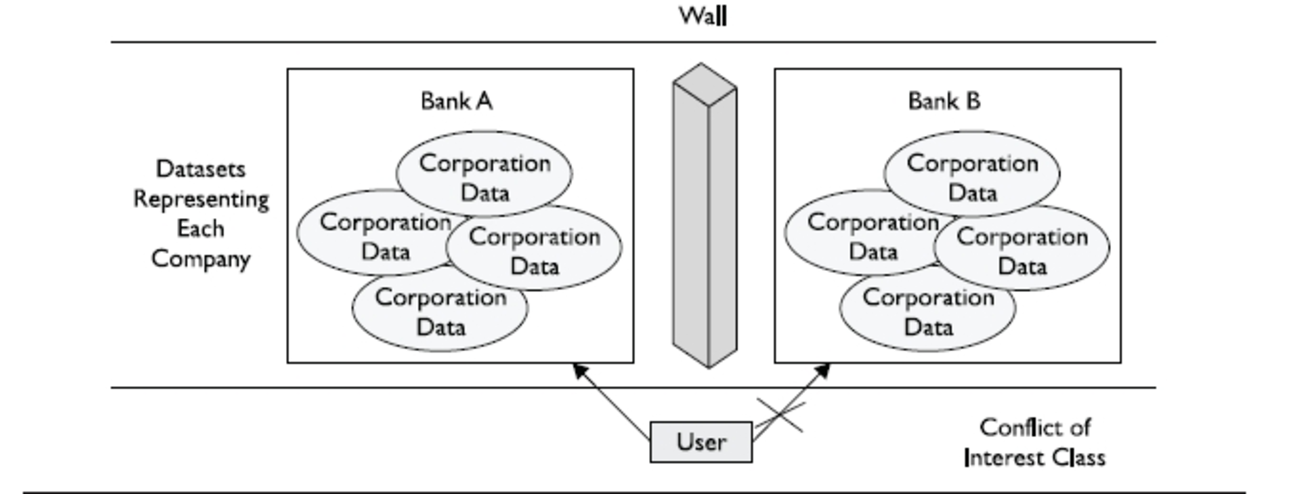 Wall
Bank A
Bank B
Datasets
Representing
Each
Company
Corporation
Data
Corporation
Data
Corporation
Data
Corporation
Data
Corporation
Data
Corporation
Data
Corporation
Data
Corporation
Data
User
Conflict of
Interest Class